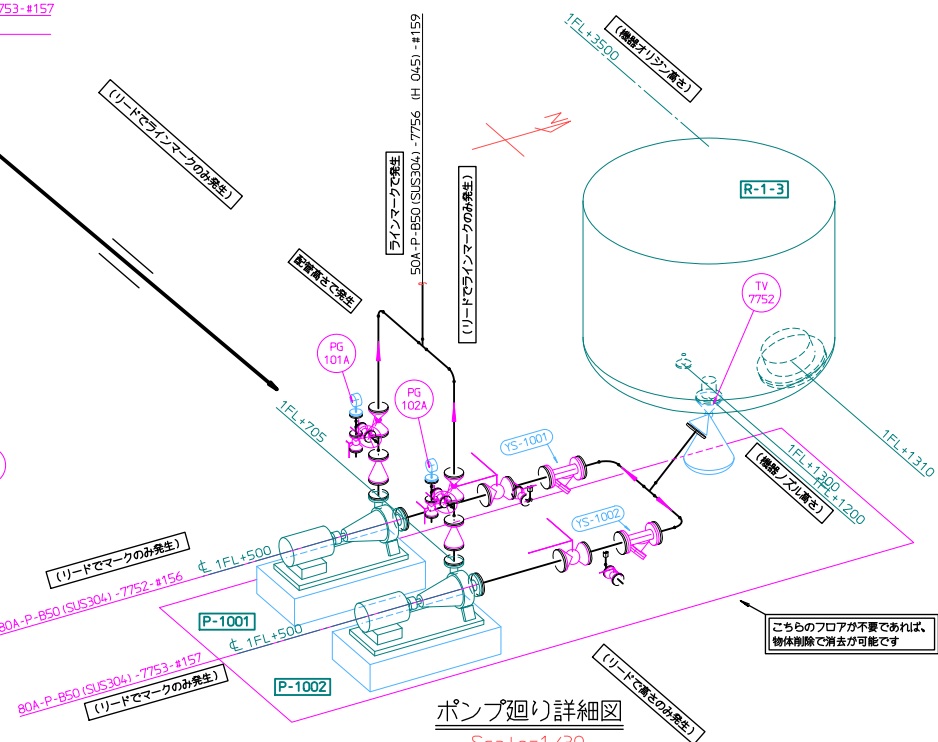 7753-#157
(リードでラインマークのみ発生)
ラインマークで発生
50A-P-B50(SUS304)-7756 (H 045)-#159
(リードでラインマークのみ発生)
配管高さで発生
N
1FL+3500
(機器オリジン高さ)
R-1-3
TV
7752
PG
101A
PG
102A
1FL+705
YS-1001
YS-1002
1FL+1310
1FL+1300
1FL+1200
(機器ノズル高さ)
(リードでマークのみ発生)
℄ 1FL+500
80A-P-B50(SUS304)-7752-#156
P-1001
℄ 1FL+500
80A-P-B50(SUS304)-7753-#157
(リードでマークのみ発生)
P-1002
こちらのフロアが不要であれば、
物体削除で消去が可能です
(リードで高さのみ発生)
ポンプ廻り詳細図
Scale=1/30